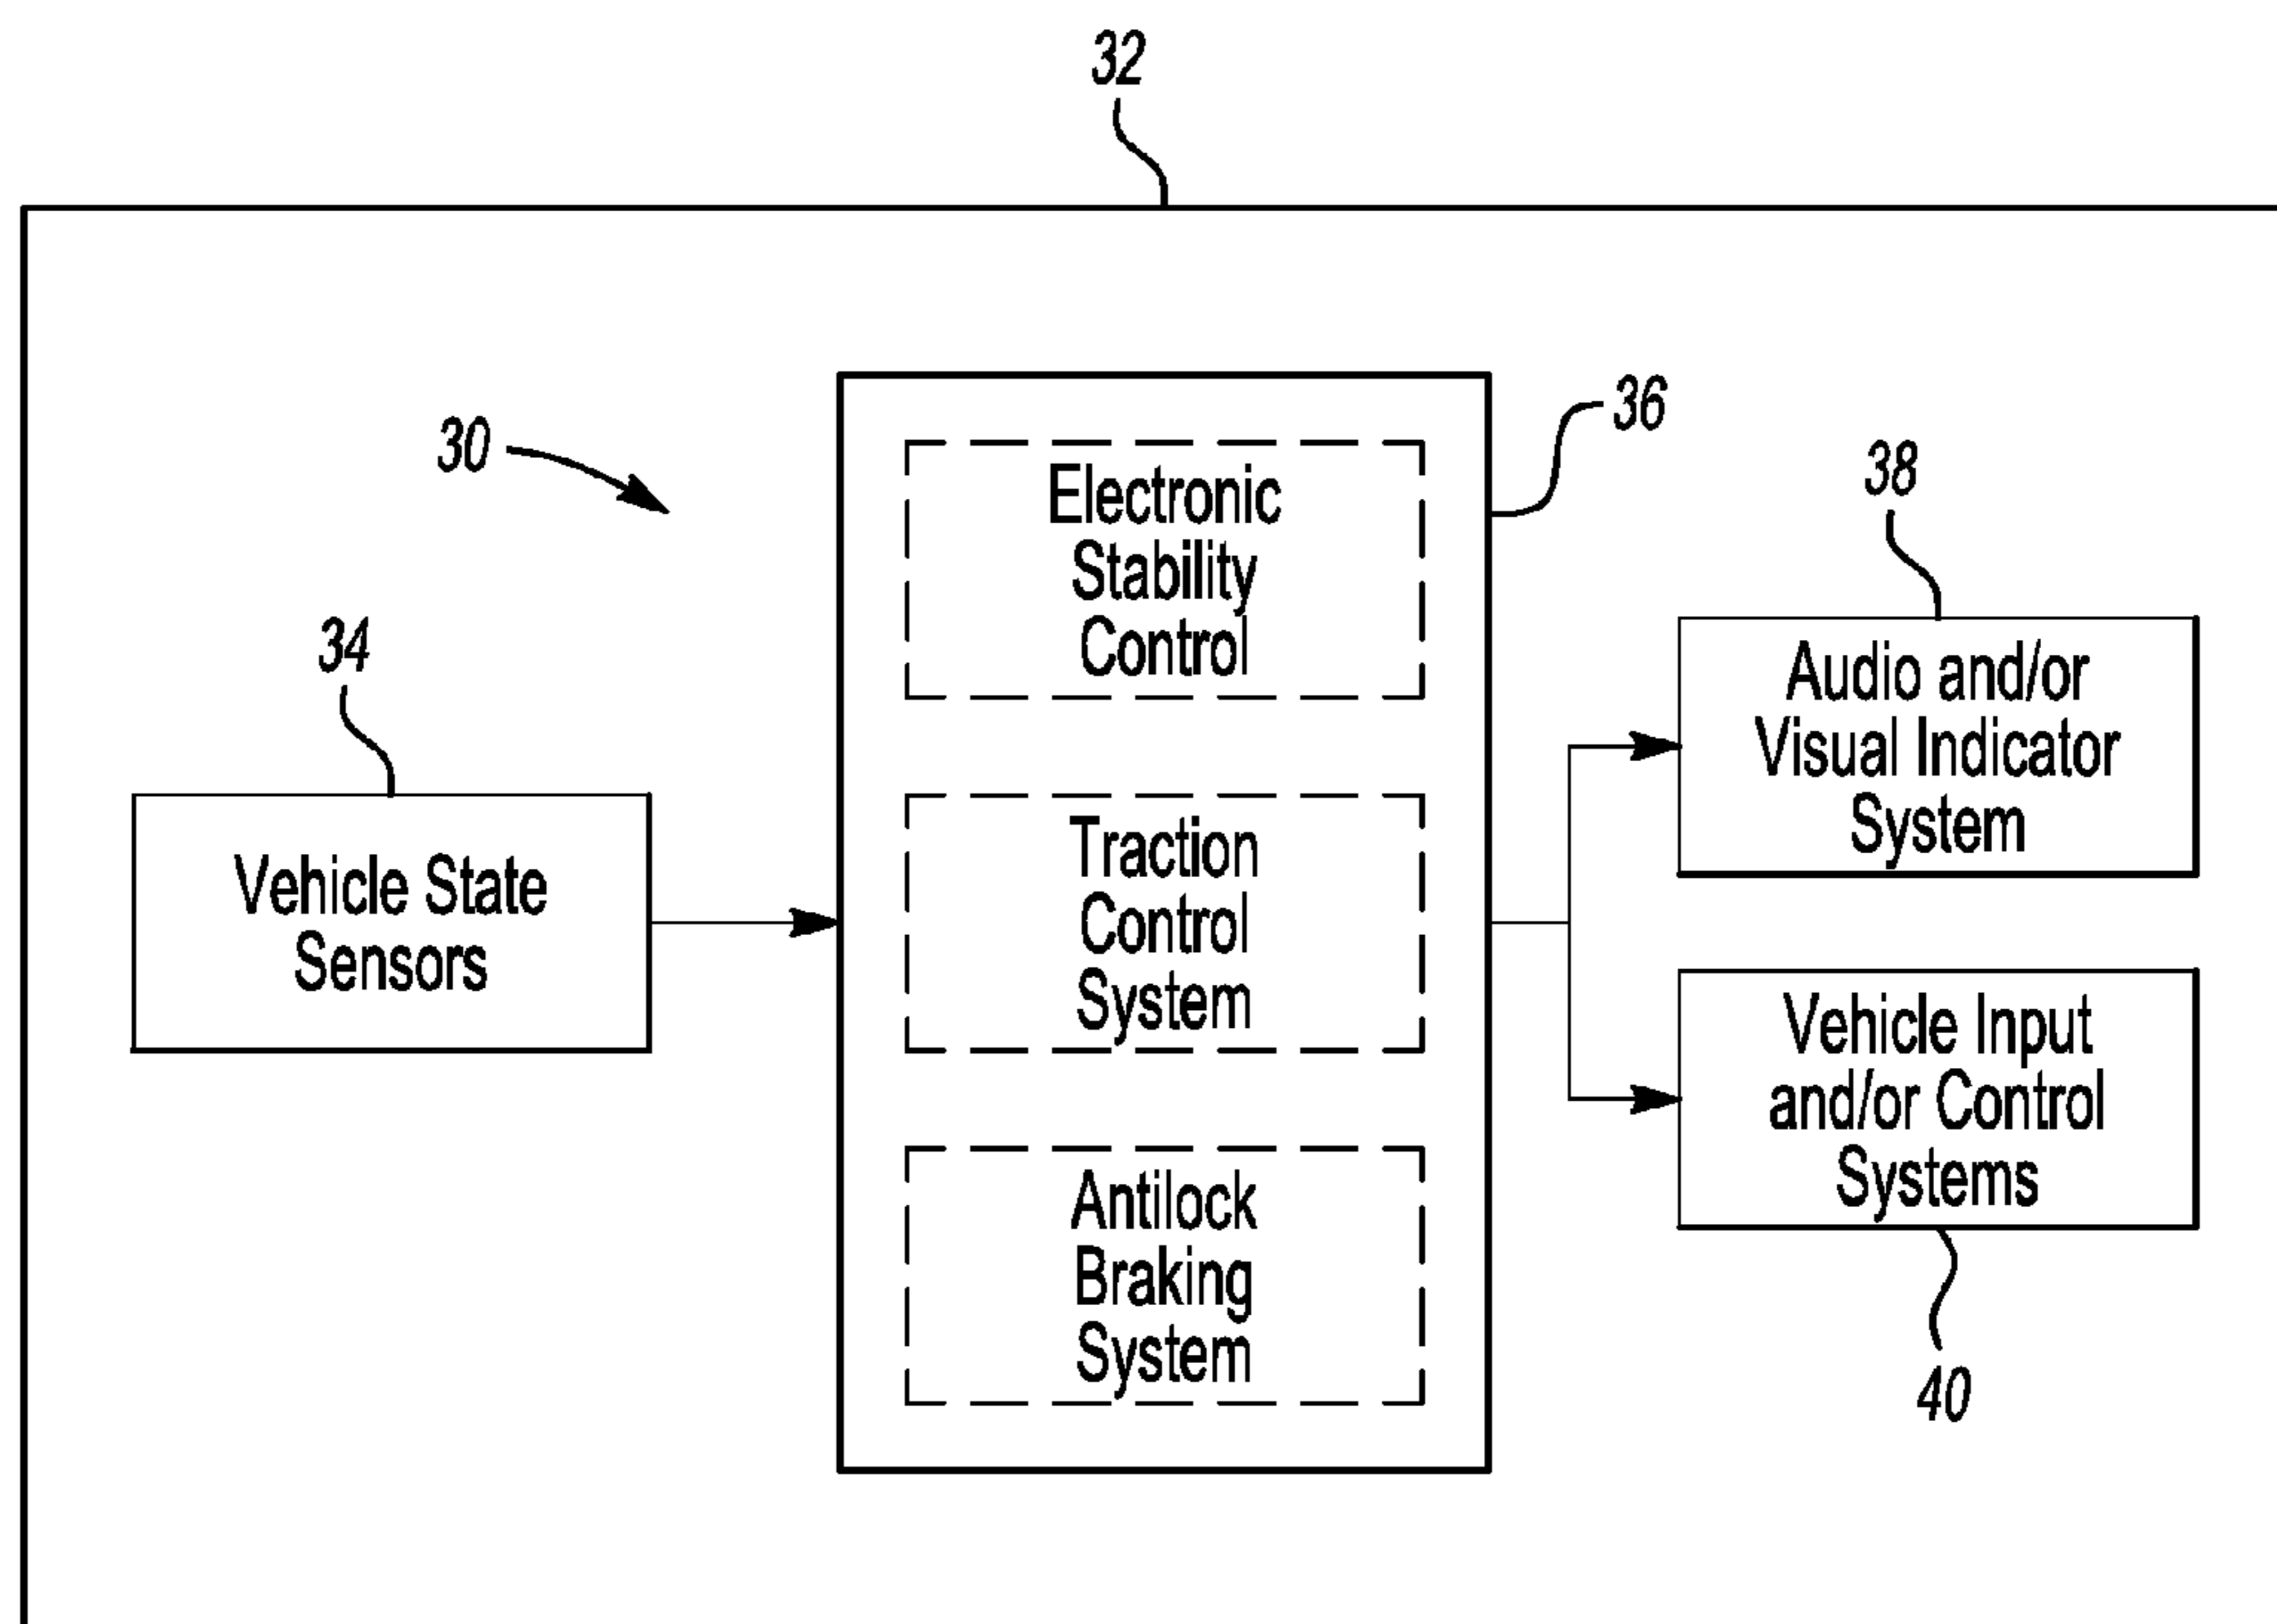 32
30
36
38
34
Electronic
Stability
Control
Audio and/or
Visual Indicator
System
Vehicle State
Sensors
Traction
Control
System
Vehicle Input
and/or Control
Systems
Antilock
Braking
System
40